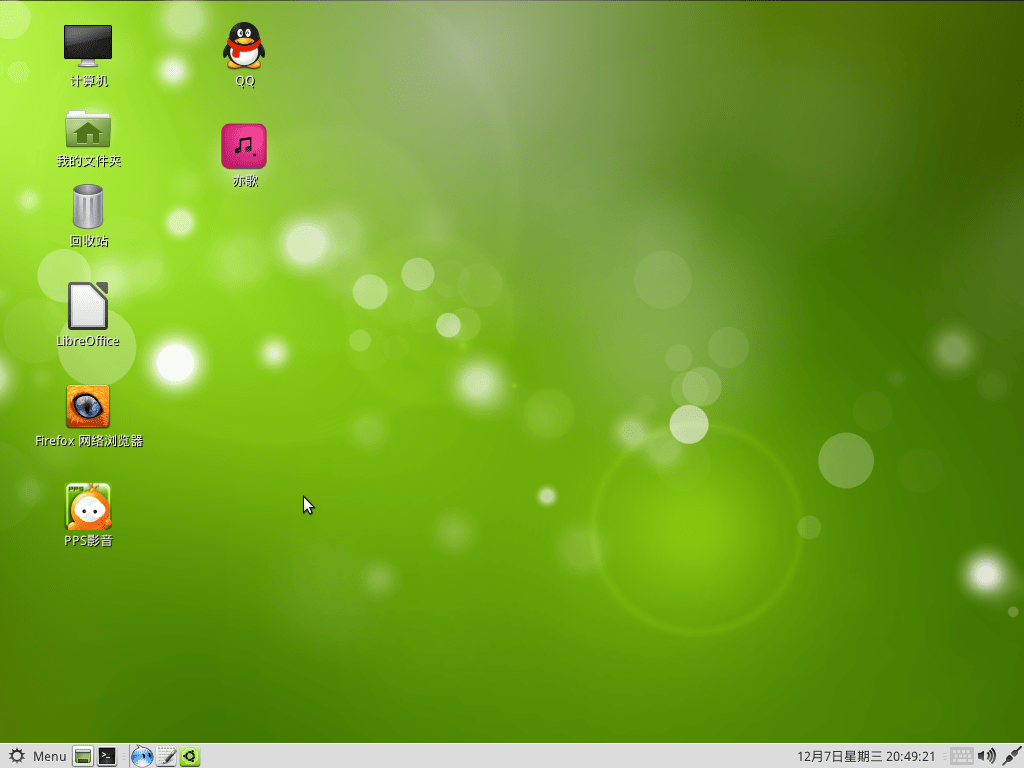 计算机
QQ
我的文件夹
亦歌
回收站
LibreOffice
Firefox 网络浏览器
PPS
PPS影音
Menu
12月7日星期三 20:49:21